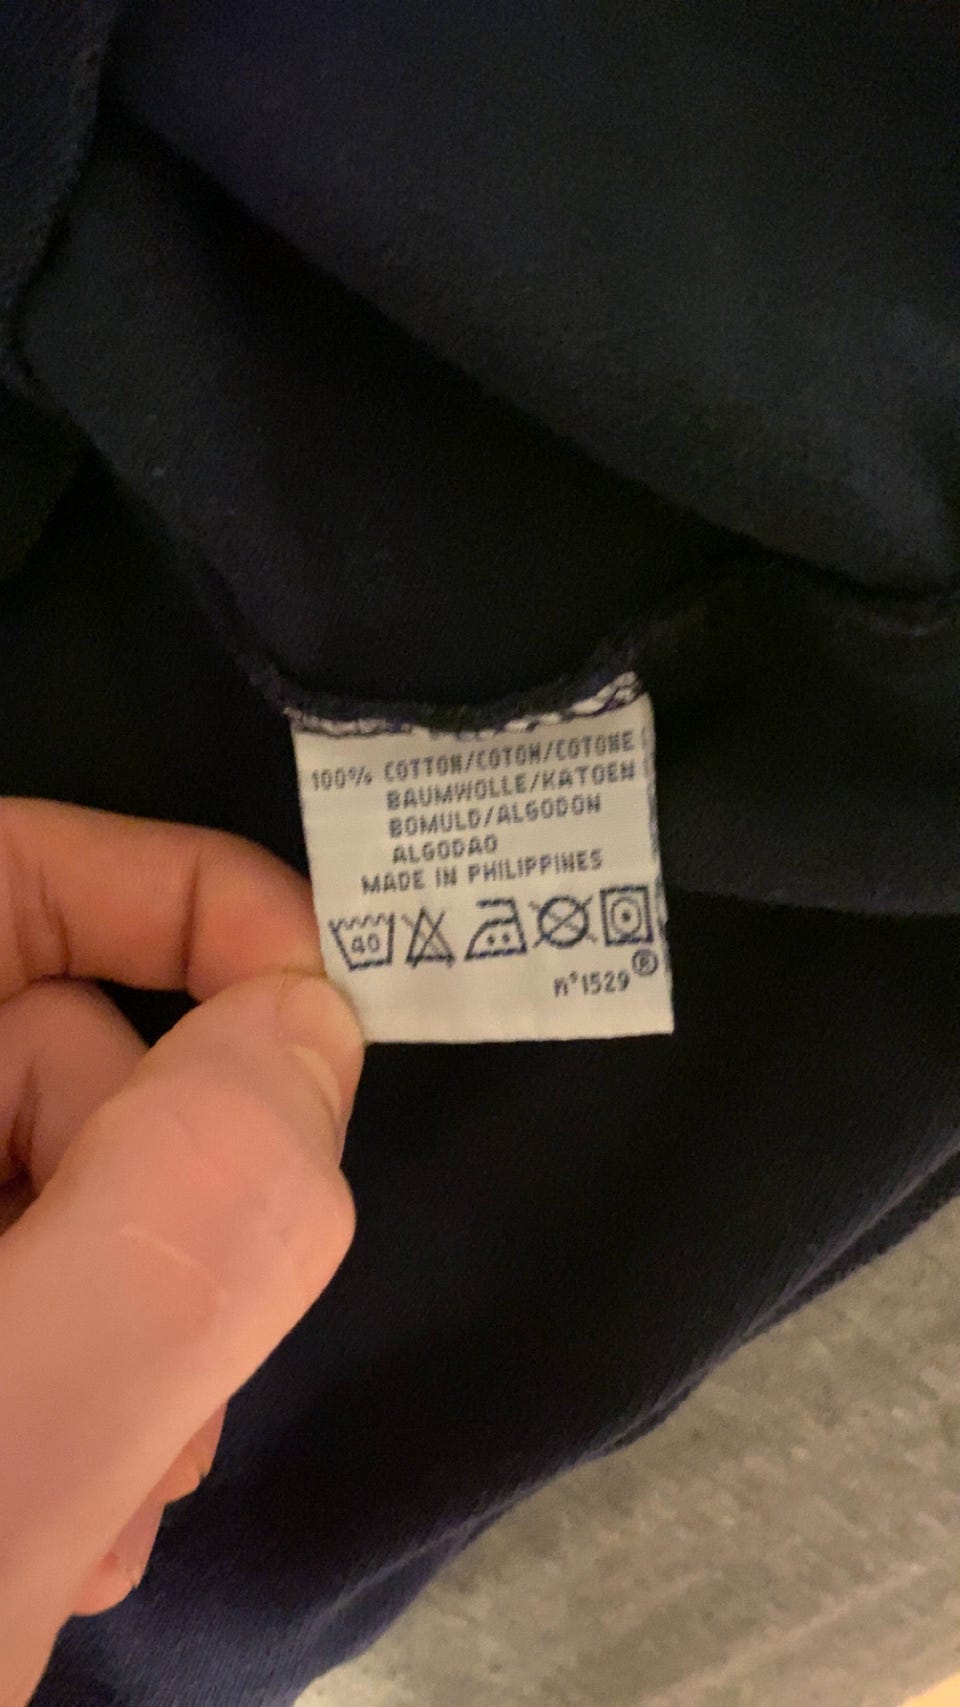 100% COTTON/COTON/COTONE
BAUMWOLLE/KATOEN
BOMULD/ALGODON
ALGODAO
MADE IN PHILIPPINES
40
n°1529®